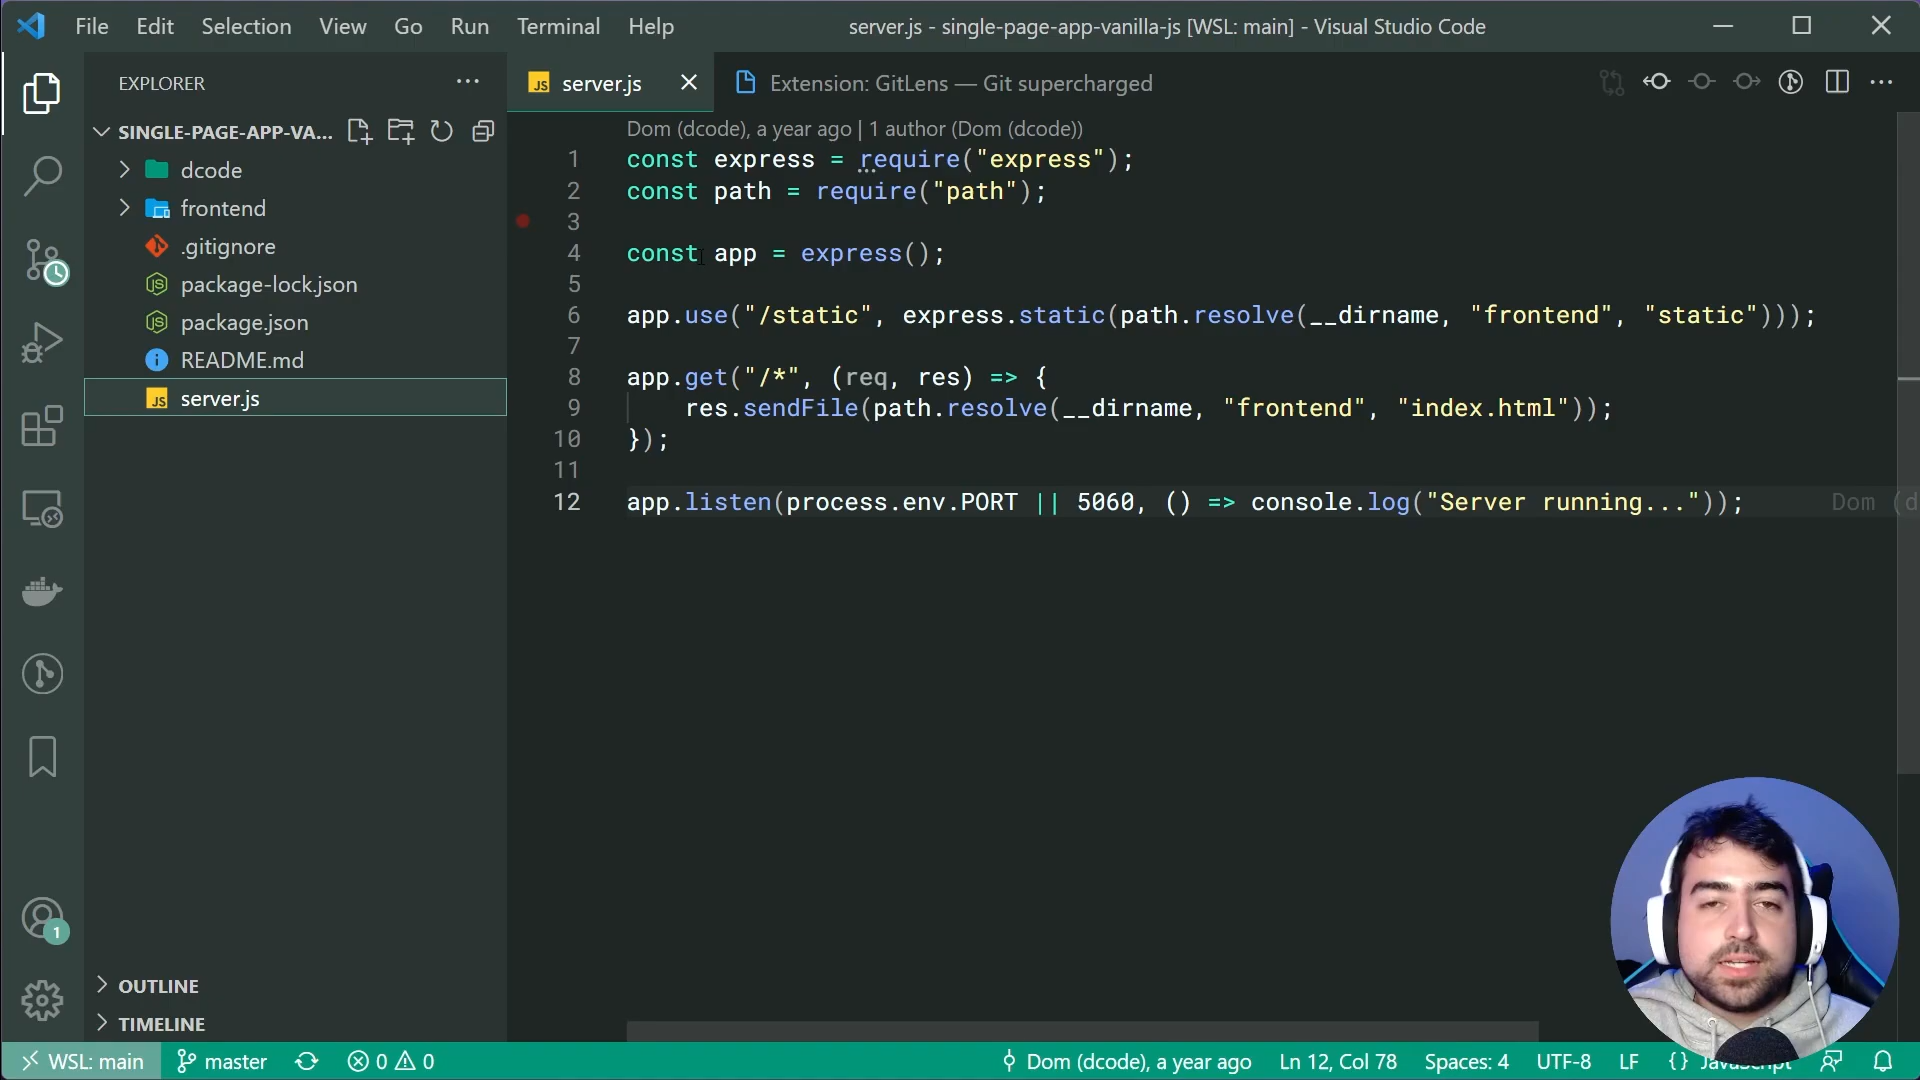 File Edit Selection View Go Run Terminal Help server.js - single-page-app-vanilla-js [WSL: main] - Visual Studio Code
EXPLORER
SINGLE-PAGE-APP-VA...
dcode
frontend
.gitignore
package-lock.json
package.json
README.md
JS server.js
OUTLINE
TIMELINE
1
JS server.js Extension: GitLens — Git supercharged
Dom (dcode), a year ago | 1 author (Dom (dcode))
1 const express = require("express");
2 const path = require("path");
3
4 const app = express();
5
6 app.use("/static", express.static(path.resolve(__dirname, "frontend", "static")));
7
8 app.get("/*", (req, res) => {
9 res.sendFile(path.resolve(__dirname, "frontend", "index.html"));
10 });
11
12 app.listen(process.env.PORT || 5060, () => console.log("Server running...")); Dom (d
WSL: main master 0 0 Dom (dcode), a year ago Ln 12, Col 78 Spaces: 4 UTF-8 LF {} JavaScript